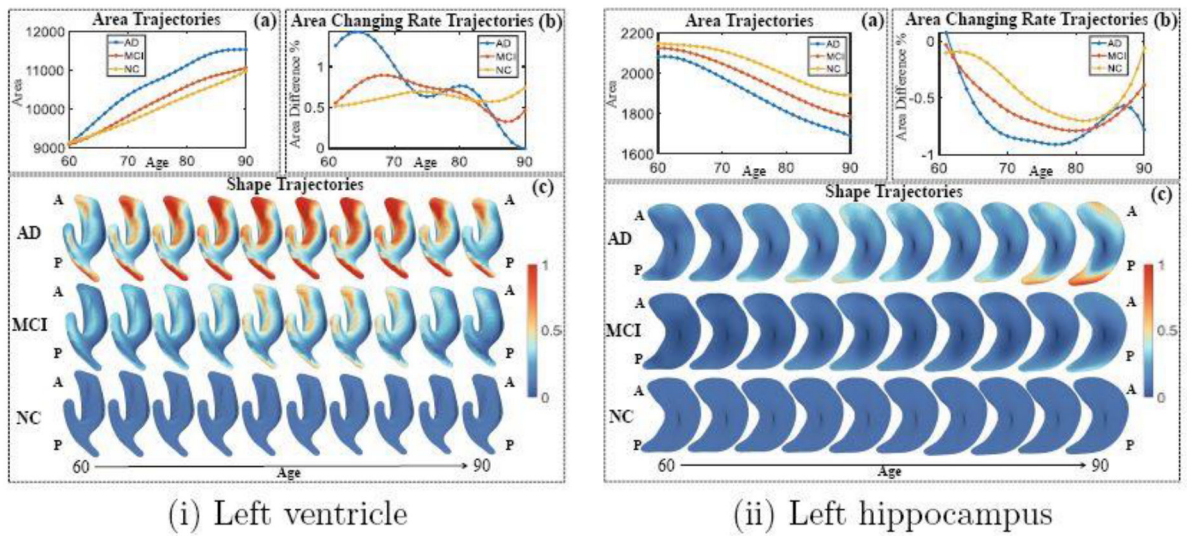 Area Trajectories (a)
12000
11000
10000
9000
Area
AD
MCI
NC
60 70 80 90
Age
Area Changing Rate Trajectories (b)
1
0.5
0
Area Difference %
AD
MCI
NC
60 70 80 90
Age
Shape Trajectories (c)
AD
A
P
A
P
MCI
A
P
A
P
NC
A
P
A
P
1
0.5
0
60 Age 90
(i) Left ventricle
Area Trajectories (a)
2200
2000
1800
1600
Area
AD
MCI
NC
60 70 80 90
Age
Area Changing Rate Trajectories (b)
0
-0.5
-1
Area Difference %
AD
MCI
NC
60 70 80 90
Age
Shape Trajectories (c)
AD
A
P
A
P
MCI
A
P
A
P
NC
A
P
A
P
1
0.5
0
60 Age 90
(ii) Left hippocampus